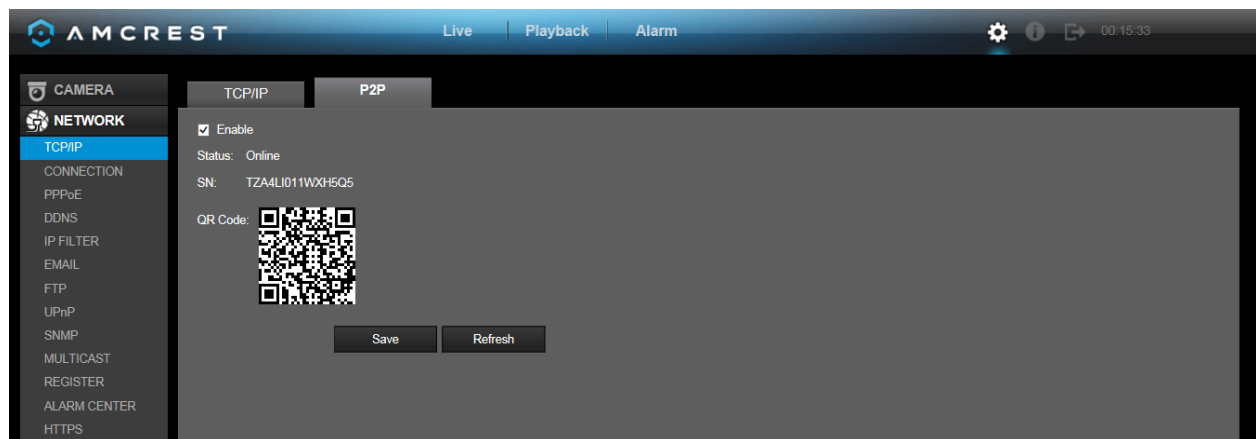 AMCREST
Live Playback Alarm
00:15:33
CAMERA
NETWORK
TCP/IP
CONNECTION
PPPoE
DDNS
IP FILTER
EMAIL
FTP
UPnP
SNMP
MULTICAST
REGISTER
ALARM CENTER
HTTPS
TCP/IP P2P
Enable
Status: Online
SN: TZA4LI011WXH5Q5
QR Code:
Save Refresh